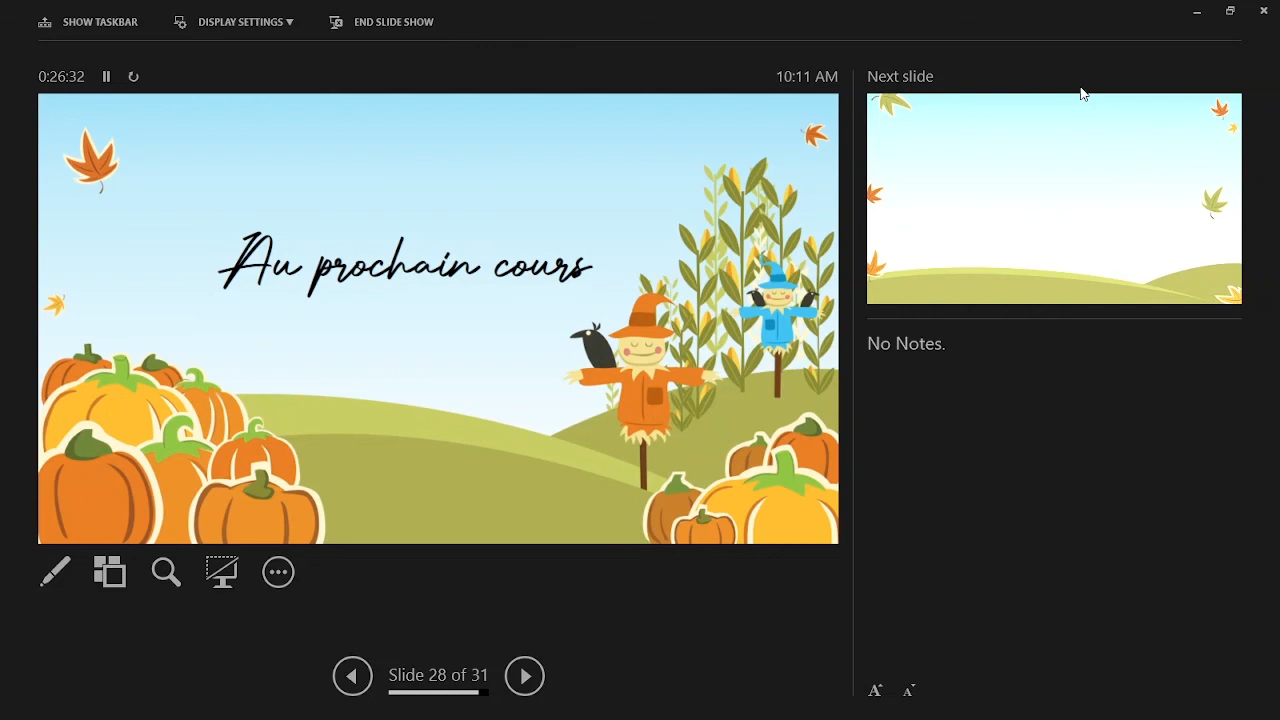 SHOW TASKBAR
DISPLAY SETTINGS ▾
END SLIDE SHOW
0:26:32
10:11 AM
Next slide
Au prochain cours
No Notes.
Slide 28 of 31
A A